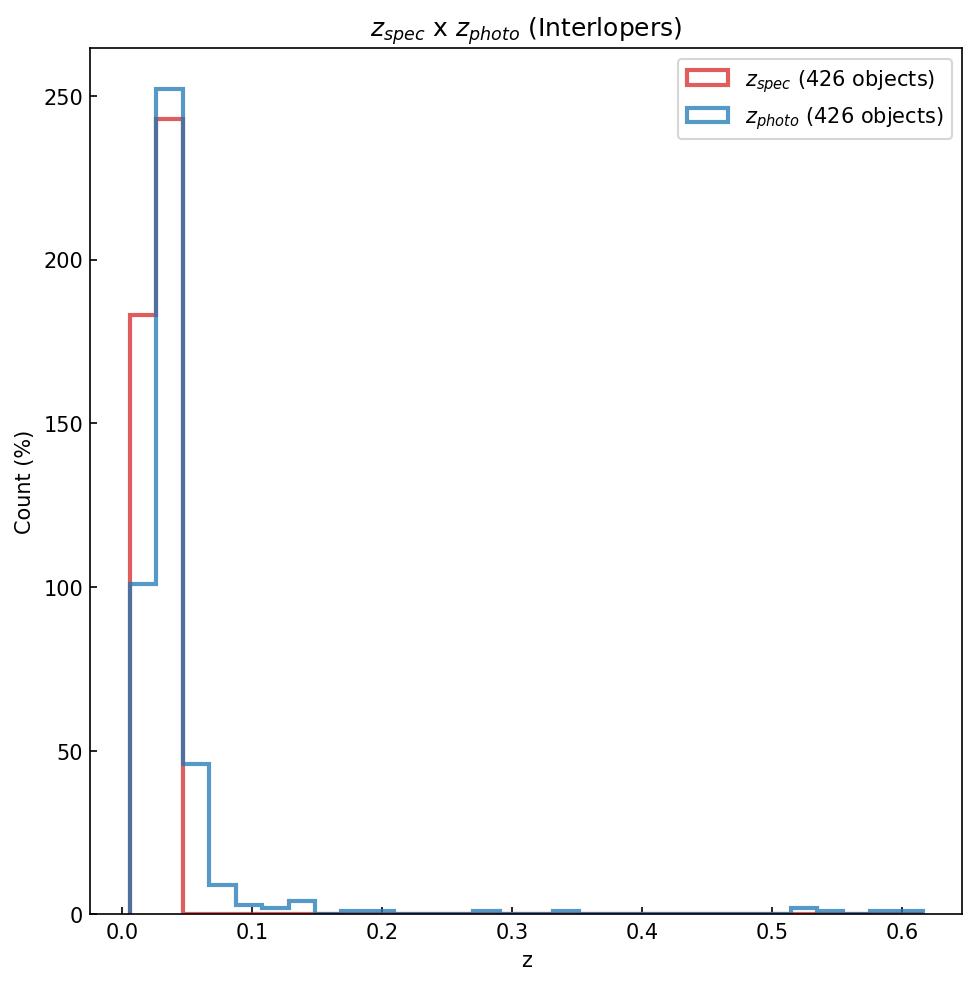 z_spec x z_photo (Interlopers)
z_spec (426 objects)
z_photo (426 objects)
Count (%)
250
200
150
100
50
0
0.0 0.1 0.2 0.3 0.4 0.5 0.6
z